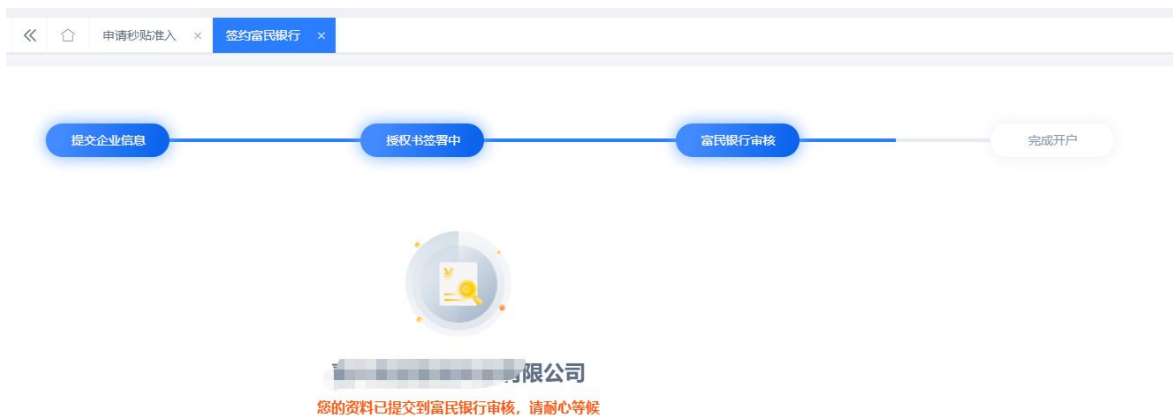 申请秒贴准入 × 签约富民银行 ×
提交企业信息 授权书签署中 富民银行审核 完成开户
¥
限公司
您的资料已提交到富民银行审核，请耐心等候